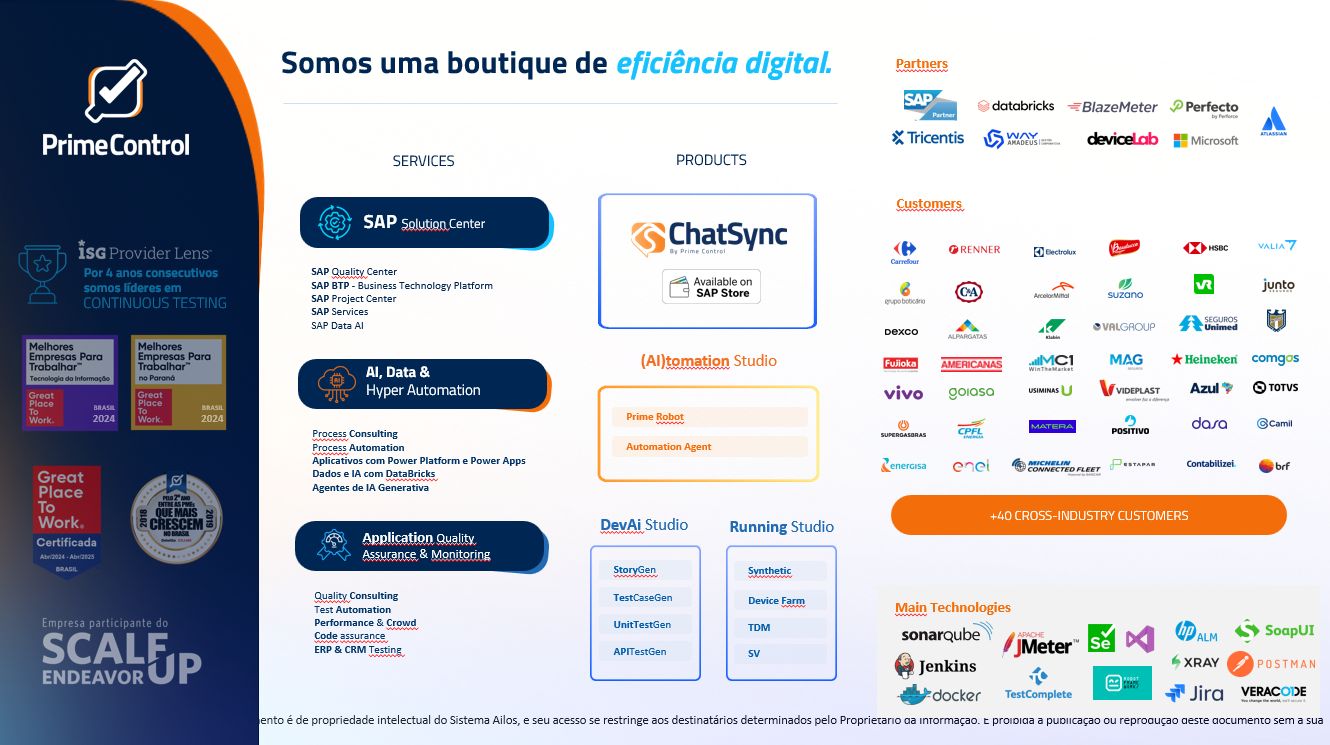 PrimeControl
ISG Provider Lens™
Por 4 anos consecutivos
somos líderes em
CONTINUOUS TESTING
Melhores
Empresas Para
Trabalhar™
Tecnologia da Informação
Great
Place
To
Work.
BRASIL
2024
Melhores
Empresas Para
Trabalhar™
no Paraná
Great
Place
To
Work.
BRASIL
2024
Great
Place
To
Work.
Certificada
Abr/2024 - Abr/2025
BRASIL
PELO 2º ANO
ENTRE AS PMEs
QUE MAIS
CRESCEM
NO BRASIL
2018
2019
Empresa participante do
SCALE
UP
ENDEAVOR
Somos uma boutique de eficiência digital.
SERVICES
SAP Solution Center
SAP Quality Center
SAP BTP - Business Technology Platform
SAP Project Center
SAP Services
SAP Data AI
AI, Data &
Hyper Automation
Process Consulting
Process Automation
Aplicativos com Power Platform e Power Apps
Dados e IA com DataBricks
Agentes de IA Generativa
Application Quality
Assurance & Monitoring
Quality Consulting
Test Automation
Performance & Crowd
Code assurance
ERP & CRM Testing
PRODUCTS
ChatSync
By Prime Control
Available on
SAP Store
(AI)tomation Studio
Prime Robot
Automation Agent
DevAi Studio
StoryGen
TestCaseGen
UnitTestGen
APITestGen
Running Studio
Synthetic
Device Farm
TDM
SV
Partners
SAP Partner
databricks
BlazeMeter
Perfecto
by Perforce
ATLASSIAN
Tricentis
WAY
AMADEUS
deviceLab
Microsoft
Customers
Carrefour
RENNER
Electrolux
Bauducco
HSBC
VALIA
grupo boticário
C&A
ArcelorMittal
suzano
VR
junto
dexco
ALPARGATAS
Klabin
VALGROUP
SEGUROS
Unimed
Fujioka
AMERICANAS
MC1
WinTheMarket
MAG
SEGUROS
Heineken
comgas
vivo
goiasa
USIMINAS
VIDEPLAST
Azul
TOTVS
SUPERGASBRAS
CPFL
ENERGIA
MATERA
POSITIVO
dasa
Camil
energisa
enel
MICHELIN
CONNECTED FLEET
ESTAPAR
Contabilizei.
brf
+40 CROSS-INDUSTRY CUSTOMERS
Main Technologies
sonarqube
APACHE
JMeter™
Se
hp ALM
SoapUI
Jenkins
XRAY
POSTMAN
docker
TestComplete
ROBOT
FRAME
WORK/
Jira
VERACODE
mento é de propriedade intelectual do Sistema Ailos, e seu acesso se restringe aos destinatários determinados pelo Proprietário da Informação. É proibida a publicação ou reprodução deste documento sem a sua